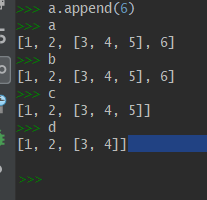 >>> a.append(6)
>>> a
[1, 2, [3, 4, 5], 6]
>>> b
[1, 2, [3, 4, 5], 6]
>>> c
[1, 2, [3, 4, 5]]
>>> d
[1, 2, [3, 4]]
>>>